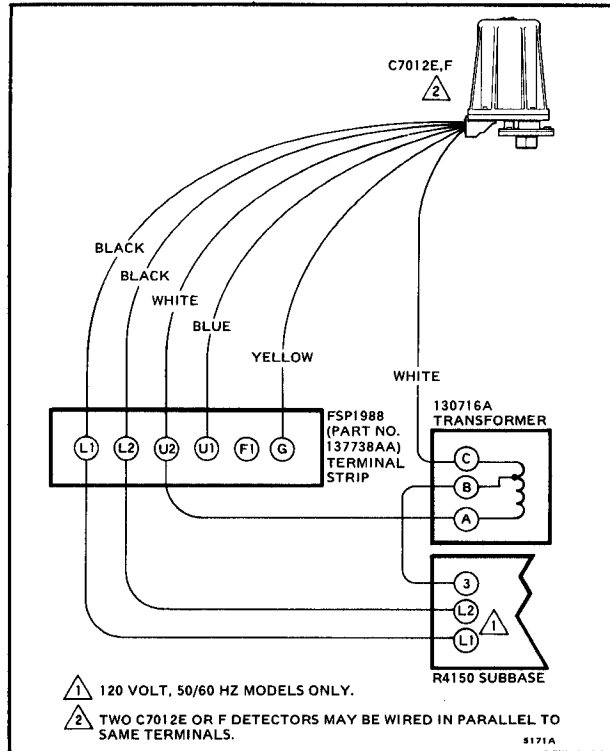 C7012E,F
2
BLACK
BLACK
WHITE
BLUE
YELLOW
WHITE
FSP1988
(PART NO.
137738AA)
TERMINAL
STRIP
L1 L2 U2 U1 F1 G
130716A
TRANSFORMER
C
B
A
3
L2
L1
1
R4150 SUBBASE
1 120 VOLT, 50/60 HZ MODELS ONLY.
2 TWO C7012E OR F DETECTORS MAY BE WIRED IN PARALLEL TO
SAME TERMINALS.
5171A